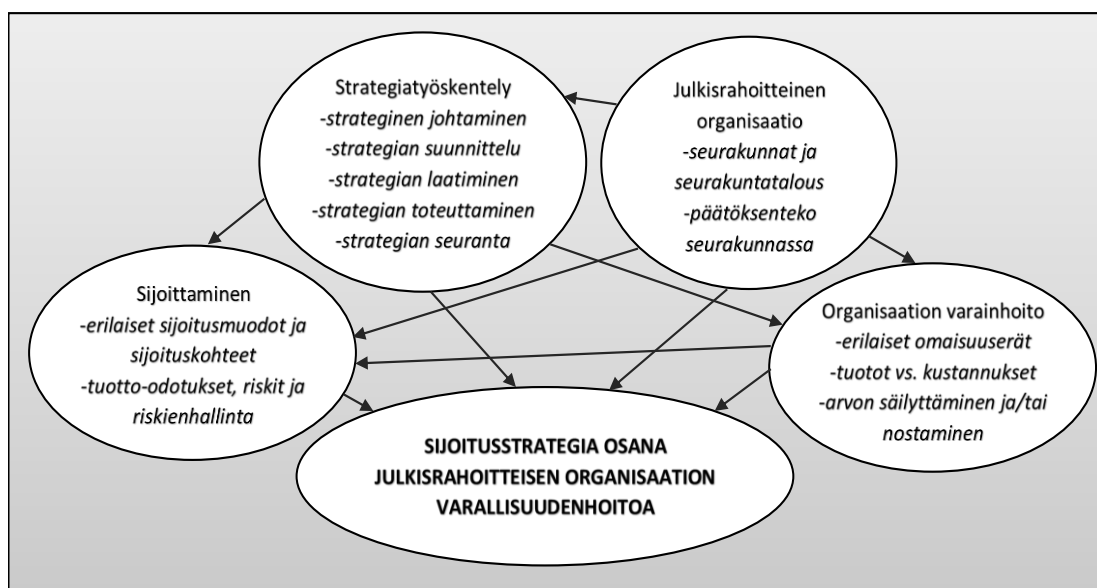 Strategiatyöskentely
-strateginen johtaminen
-strategian suunnittelu
-strategian laatiminen
-strategian toteuttaminen
-strategian seuranta
Julkisrahoitteinen
organisaatio
-seurakunnat ja
seurakuntatalous
-päätöksenteko
seurakunnassa
Sijoittaminen
-erilaiset sijoitusmuodot ja
sijoituskohteet
-tuotto-odotukset, riskit ja
riskienhallinta
Organisaation varainhoito
-erilaiset omaisuuserät
-tuotot vs. kustannukset
-arvon säilyttäminen ja/tai
nostaminen
SIJOITUSSTRATEGIA OSANA
JULKISRAHOITTEISEN ORGANISAATION
VARALLISUUDENHOITOA